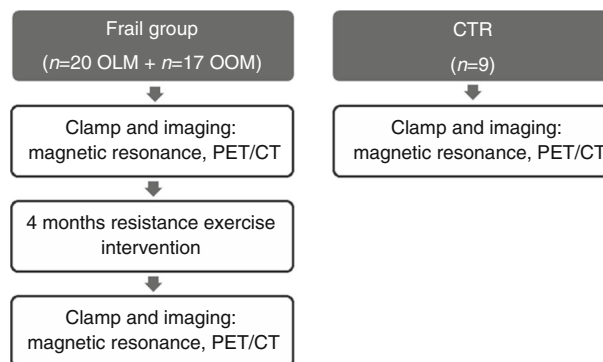 Frail group
(n=20 OLM + n=17 OOM)
Clamp and imaging:
magnetic resonance, PET/CT
4 months resistance exercise
intervention
Clamp and imaging:
magnetic resonance, PET/CT
CTR
(n=9)
Clamp and imaging:
magnetic resonance, PET/CT